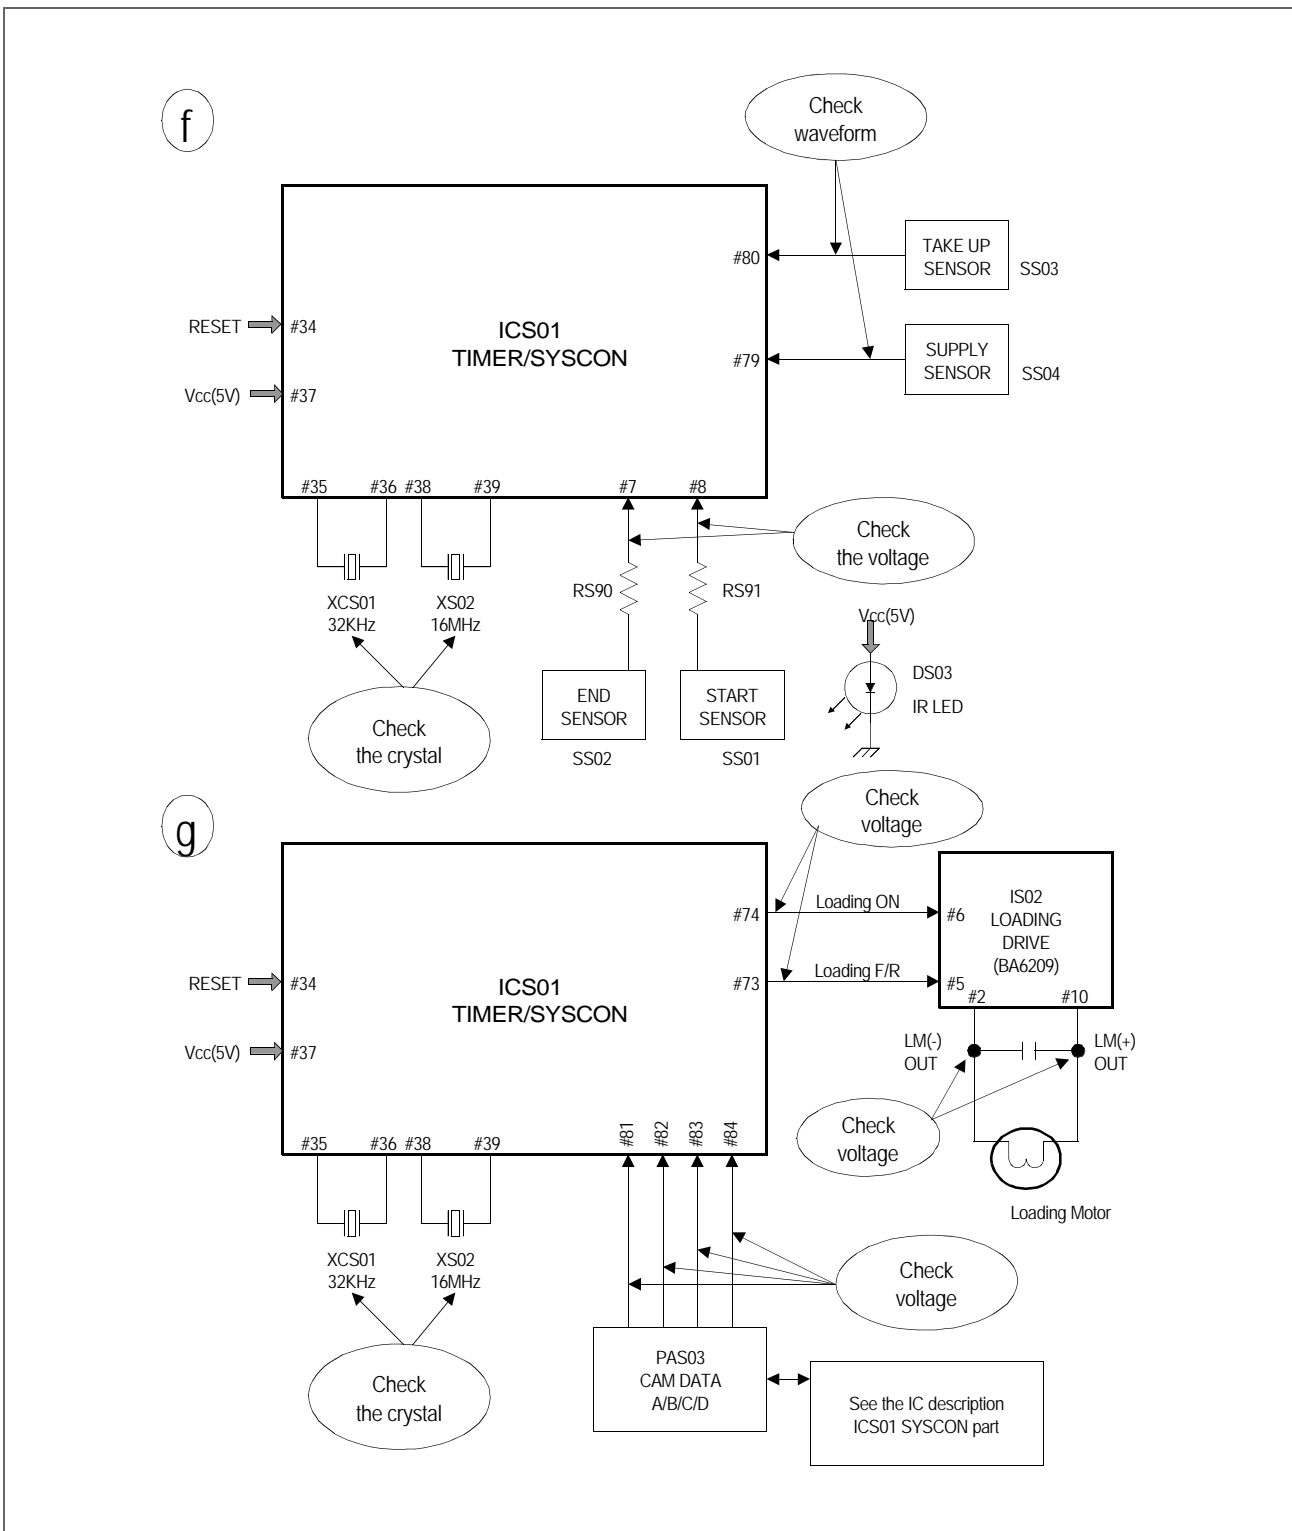 f
Check
waveform
#80
TAKE UP
SENSOR
SS03
RESET
#34
ICS01
TIMER/SYSCON
#79
SUPPLY
SENSOR
SS04
Vcc(5V)
#37
#35
#36
#38
#39
#7
#8
Check
the voltage
XCS01
32KHz
XS02
16MHz
RS90
RS91
Vcc(5V)
DS03
IR LED
Check
the crystal
END
SENSOR
SS02
START
SENSOR
SS01
g
Check
voltage
#74
Loading ON
#6
IS02
LOADING
DRIVE
(BA6209)
RESET
#34
ICS01
TIMER/SYSCON
#73
Loading F/R
#5
#2
#10
Vcc(5V)
#37
LM(-)
OUT
LM(+)
OUT
#35
#36
#38
#39
#81
#82
#83
#84
Check
voltage
Loading Motor
XCS01
32KHz
XS02
16MHz
Check
voltage
Check
the crystal
PAS03
CAM DATA
A/B/C/D
See the IC description
ICS01 SYSCON part